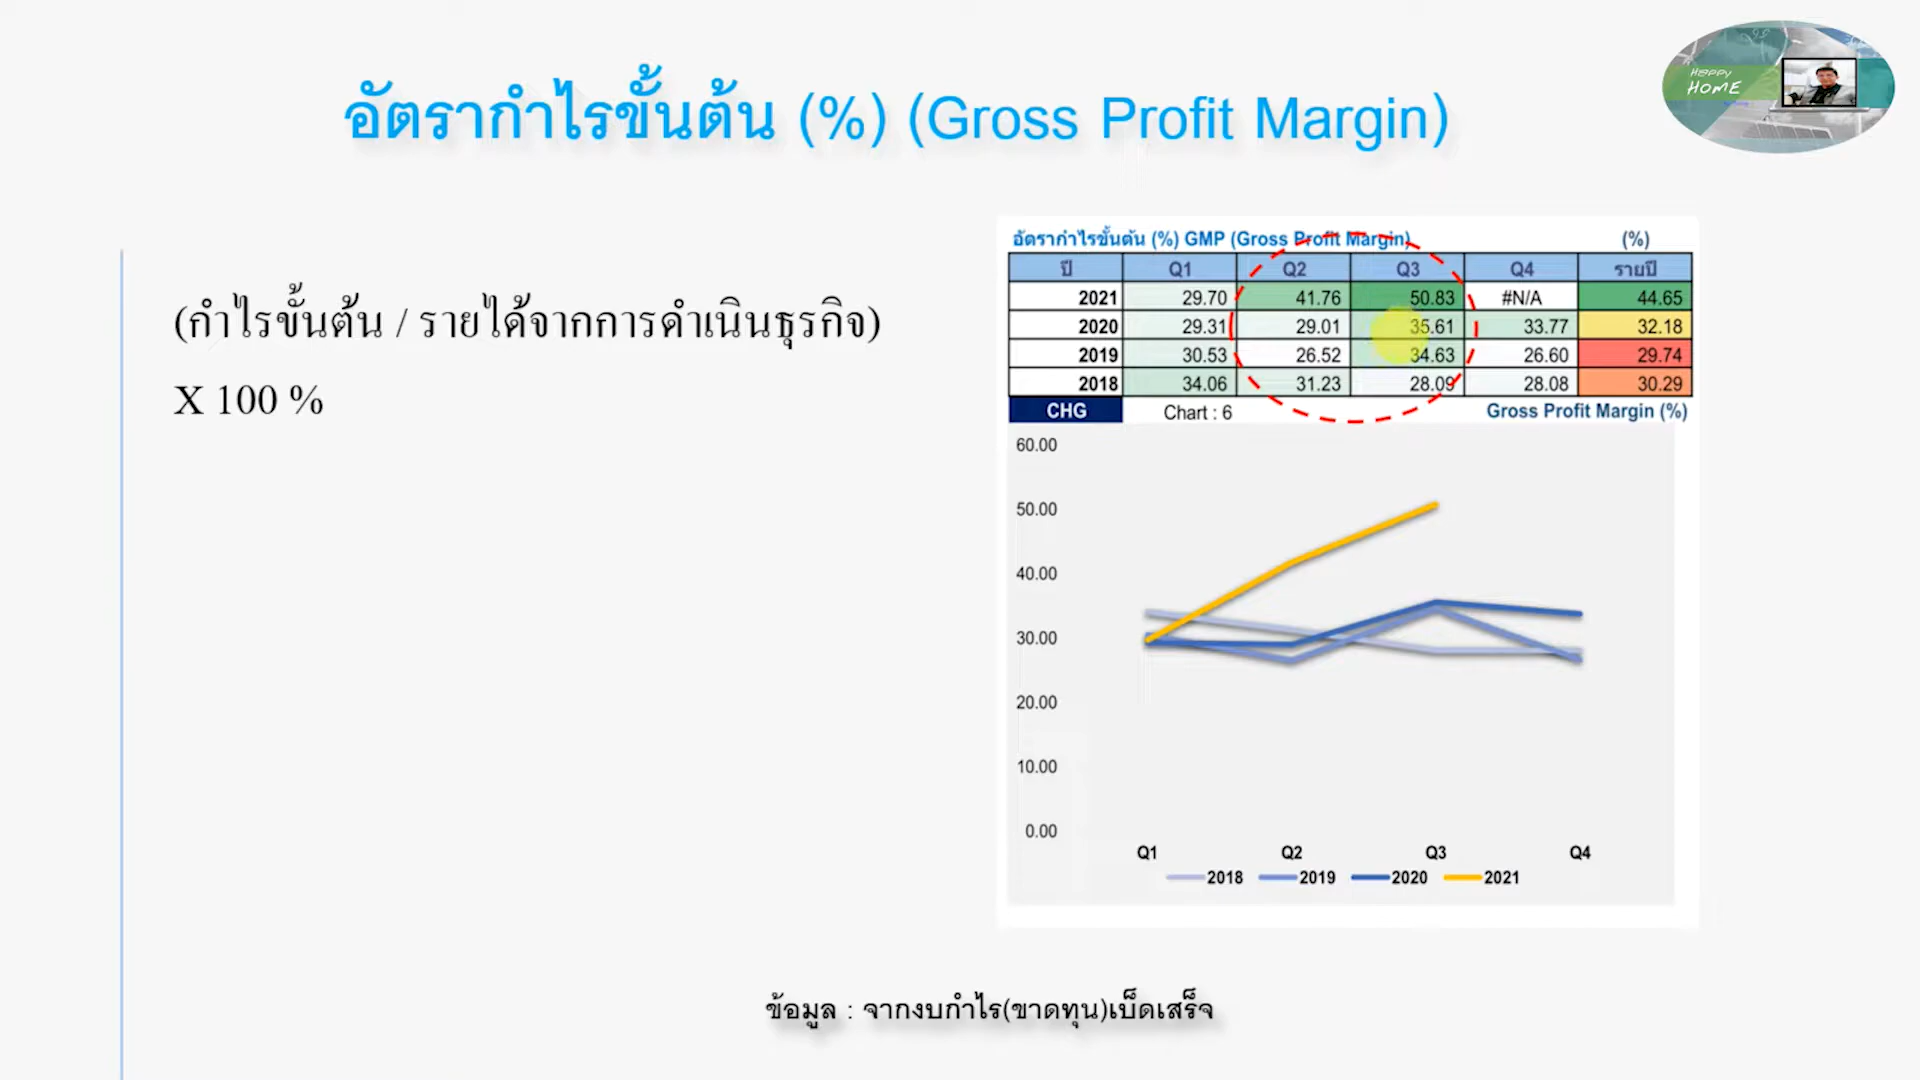 อัตรากำไรขั้นต้น (%) (Gross Profit Margin)
Happy
HOME
(กำไรขั้นต้น / รายได้จากการดำเนินธุรกิจ)
X 100 %
อัตรากำไรขั้นต้น (%) GMP (Gross Profit Margin) (%)
ปี Q1 Q2 Q3 Q4 รายปี
2021 29.70 41.76 50.83 #N/A 44.65
2020 29.31 29.01 35.61 33.77 32.18
2019 30.53 26.52 34.63 26.60 29.74
2018 34.06 31.23 28.09 28.08 30.29
CHG Chart : 6 Gross Profit Margin (%)
60.00
50.00
40.00
30.00
20.00
10.00
0.00
Q1 Q2 Q3 Q4
2018 2019 2020 2021
ข้อมูล : จากงบกำไร(ขาดทุน)เบ็ดเสร็จ